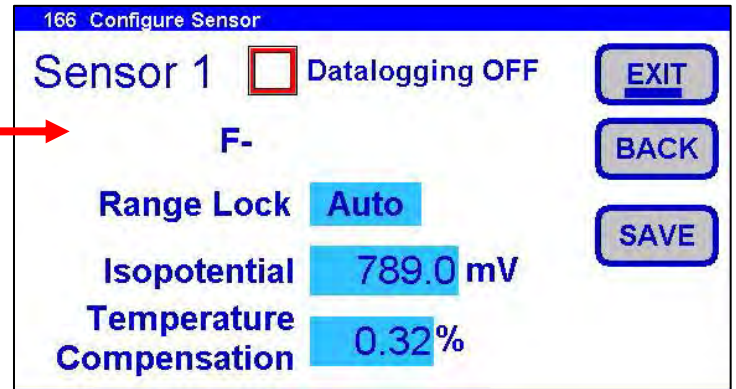 166 Configure Sensor
Sensor 1 Datalogging OFF
EXIT
F-
BACK
Range Lock Auto
SAVE
Isopotential 789.0 mV
Temperature
Compensation 0.32%